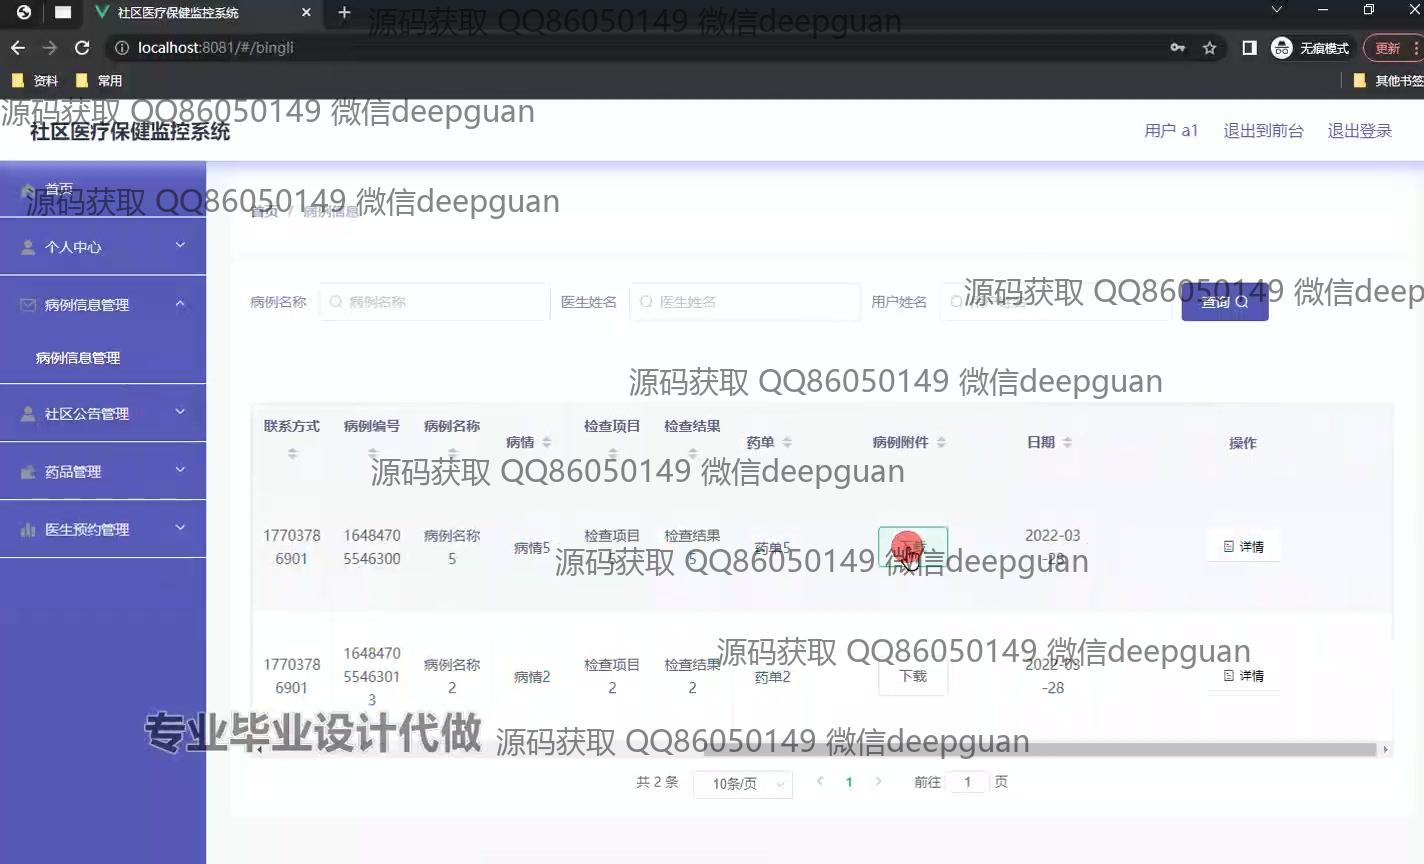 社区医疗保健监控系统
源码获取 QQ86050149 微信deepguan
localhost:8081/#/bingli
无痕模式
更新
资料
常用
其他书签
源码获取 QQ86050149 微信deepguan
社区医疗保健监控系统
用户 a1
退出到前台
退出登录
首页
源码获取 QQ86050149 微信deepguan
首页 / 病例信息
个人中心
病例信息管理
病例信息管理
社区公告管理
药品管理
医生预约管理
病例名称
病例名称
医生姓名
医生姓名
用户姓名
源码获取 QQ86050149 微信deep
查询
源码获取 QQ86050149 微信deepguan
联系方式 病例编号 病例名称 病情 检查项目 检查结果 药单 病例附件 日期 操作
源码获取 QQ86050149 微信deepguan
1770378 1648470 病例名称 病情5 检查项目 检查结果 药单5 2022-03 详情
6901 5546300 5 5 5 -28
源码获取 QQ86050149 微信deepguan
源码获取 QQ86050149 微信deepguan
1770378 1648470 病例名称 病情2 检查项目 检查结果 药单2 下载 2022-03 详情
6901 5546301 2 2 2 -28
3
专业毕业设计代做
源码获取 QQ86050149 微信deepguan
共 2 条 10条/页 1 前往 1 页